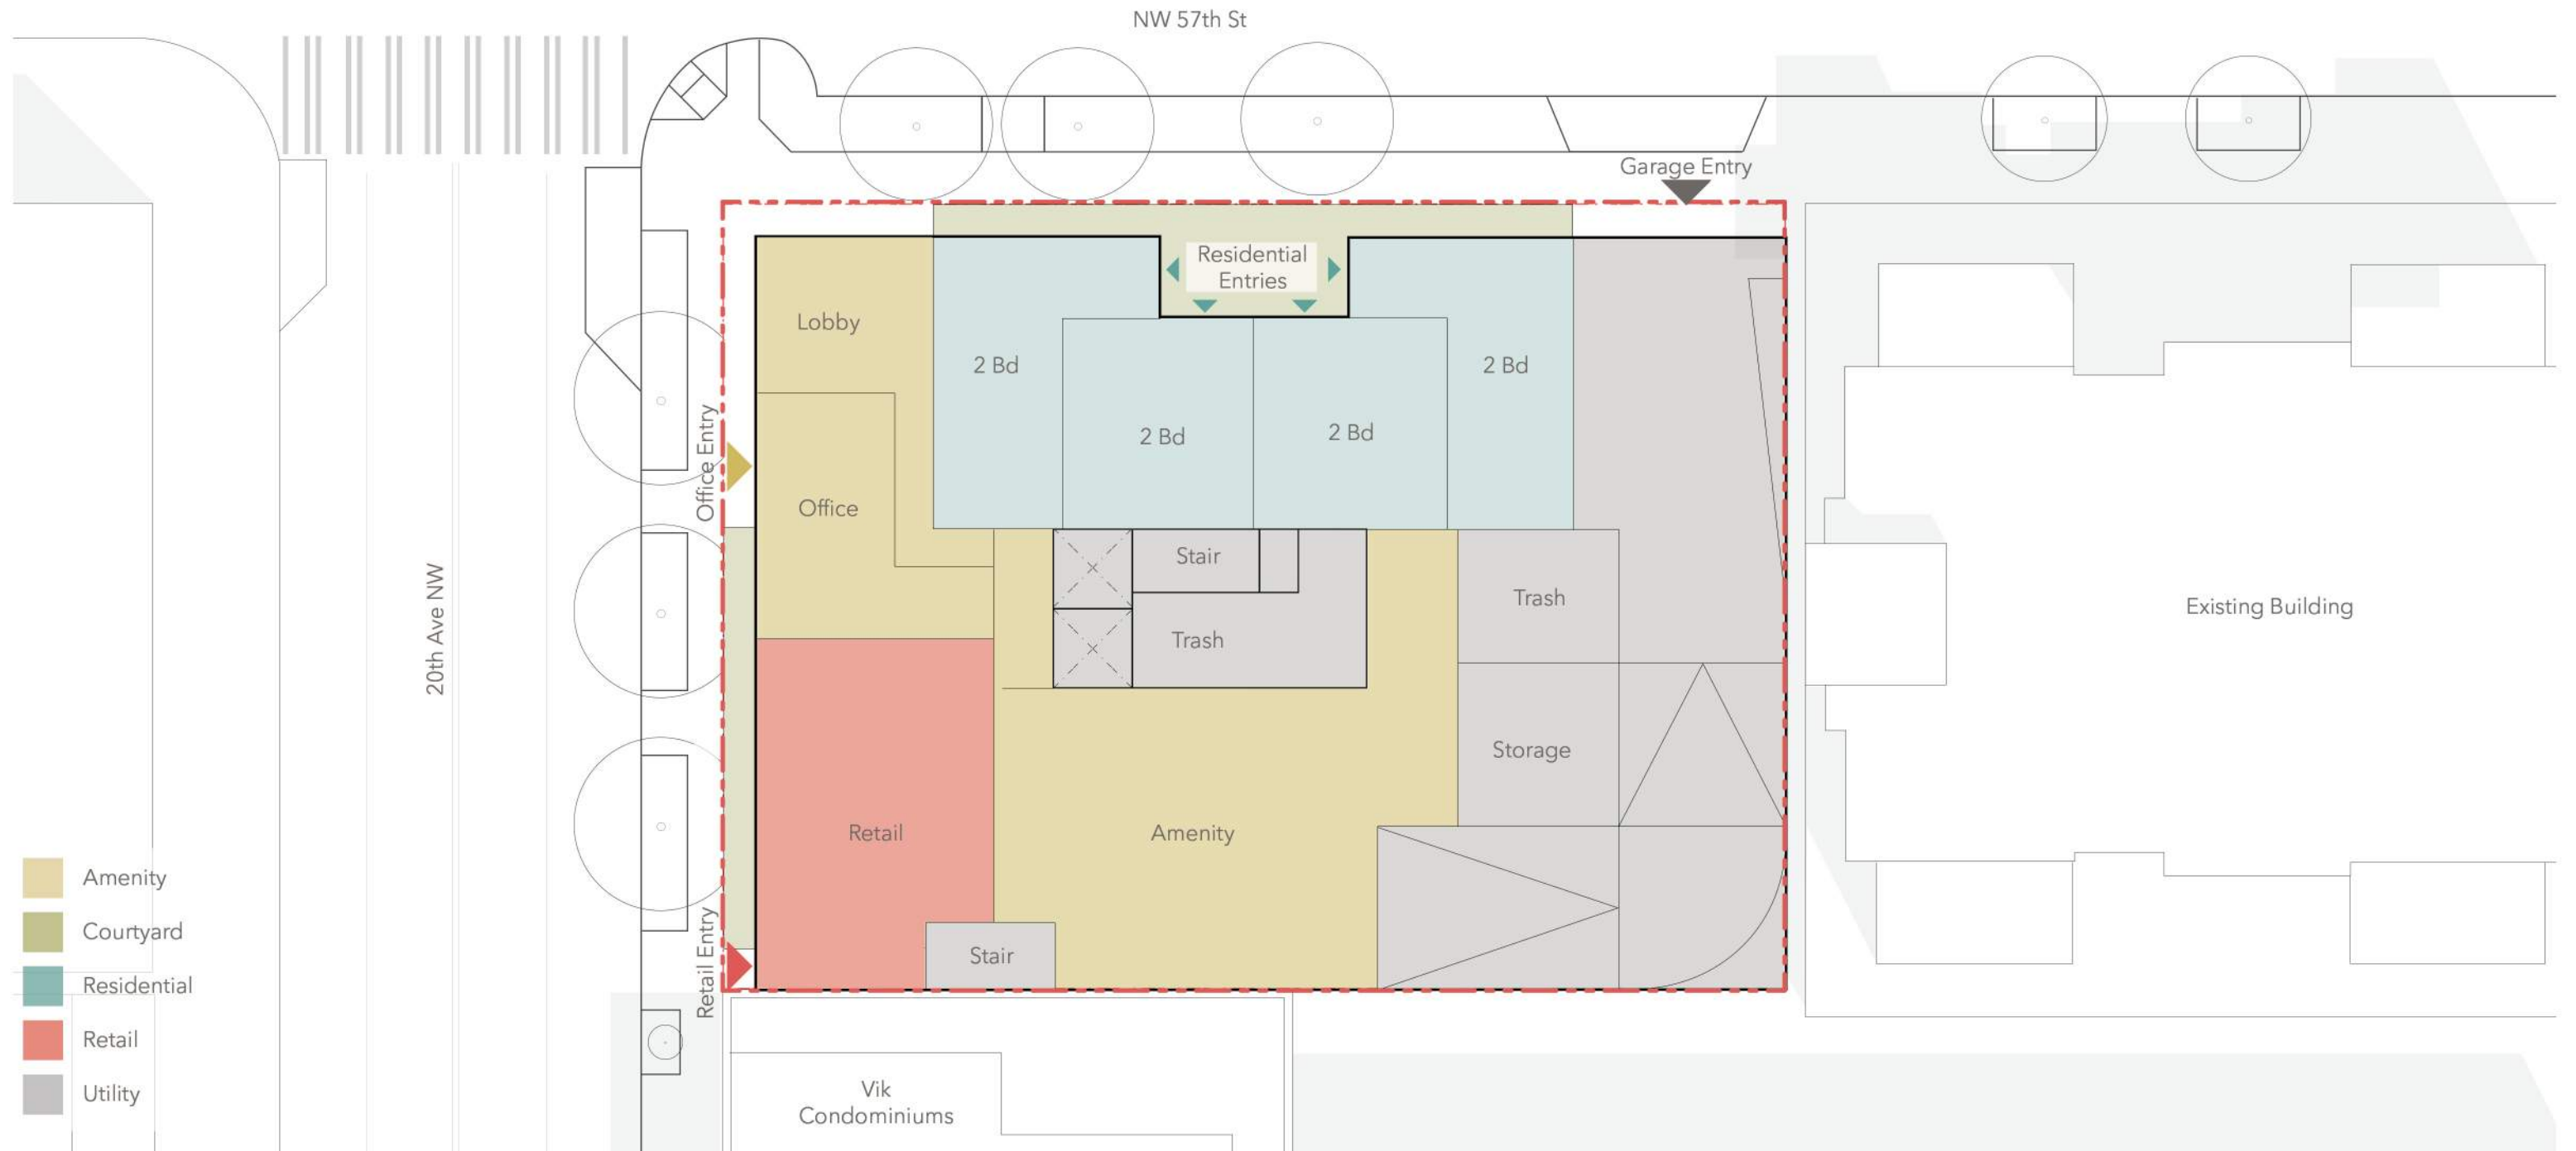 NW 57th St
Garage Entry
Residential
Entries
Lobby
2 Bd
2 Bd
2 Bd
2 Bd
Office Entry
Office
Stair
Trash
Trash
20th Ave NW
Existing Building
Storage
Retail
Amenity
Retail Entry
Stair
Amenity
Courtyard
Residential
Retail
Utility
Vik
Condominiums